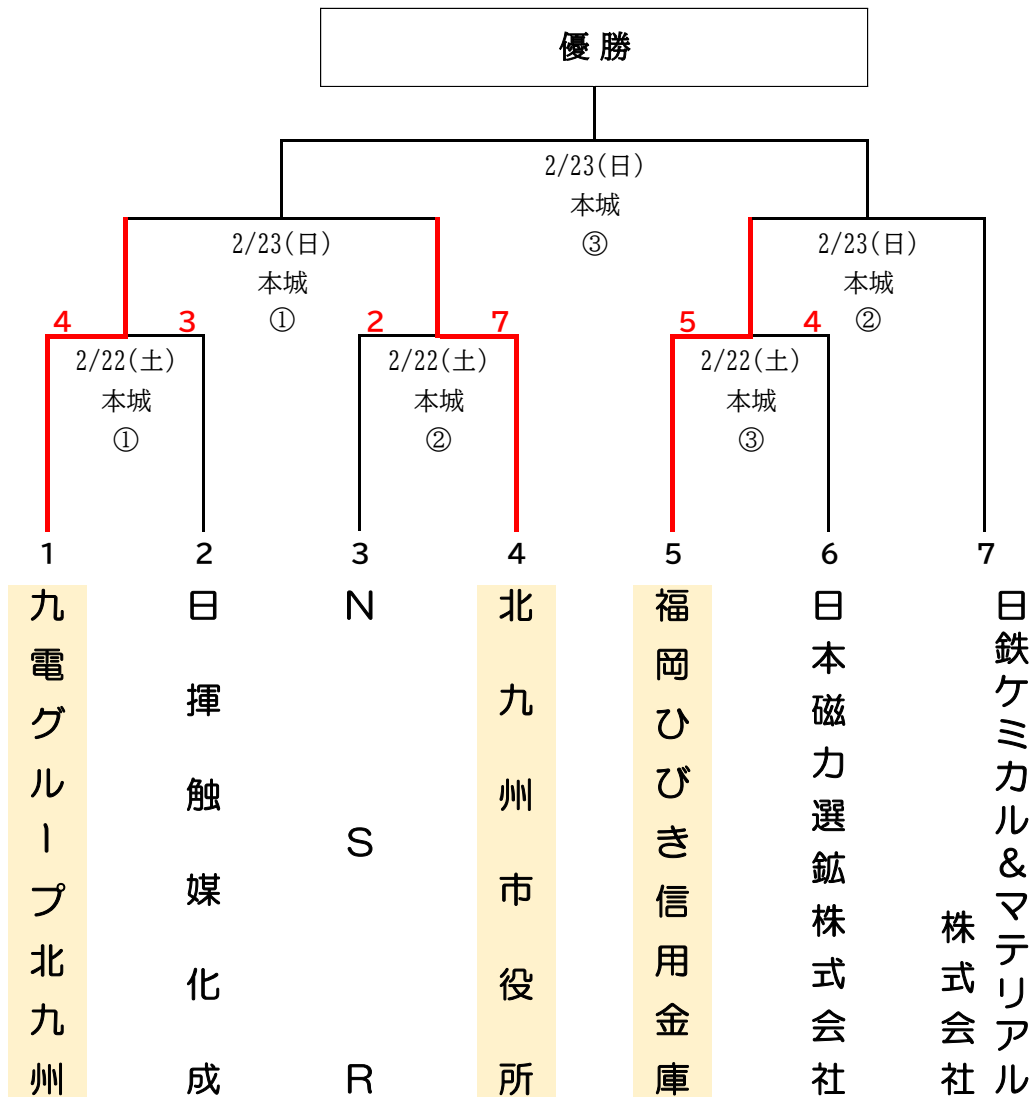 優勝
2/23(日)
本城
③
2/23(日)
本城
①
2/23(日)
本城
②
4
3
2
7
5
4
2/22(土)
本城
①
2/22(土)
本城
②
2/22(土)
本城
③
1
2
3
4
5
6
7
九電グループ北九州
日揮触媒化成
NSR
北九州市役所
福岡ひびき信用金庫
日本磁力選鉱株式会社
日鉄ケミカル&マテリアル
株式会社